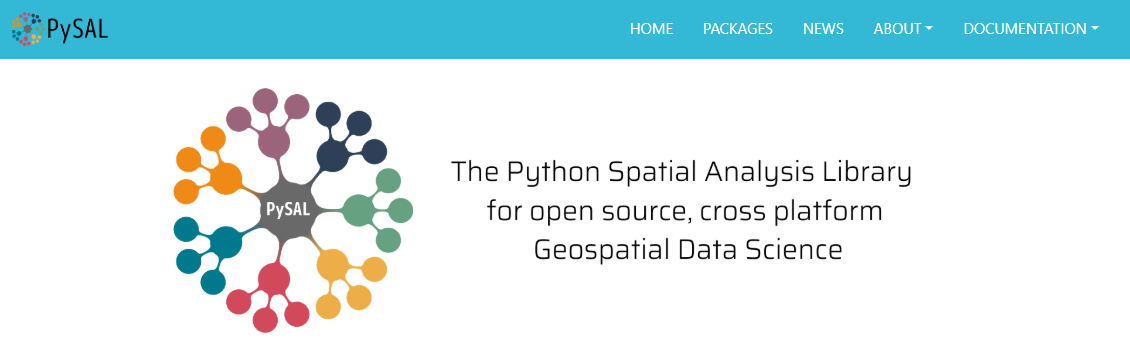 PySAL
HOME PACKAGES NEWS ABOUT DOCUMENTATION
PySAL
The Python Spatial Analysis Library
for open source, cross platform
Geospatial Data Science